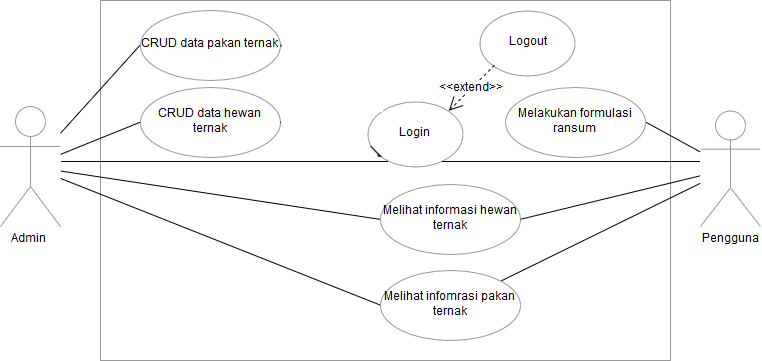 CRUD data pakan ternak.
Logout
<<extend>>
CRUD data hewan
ternak
Login
Melakukan formulasi
ransum
Admin
Pengguna
Melihat informasi hewan
ternak
Melihat infomrasi pakan
ternak